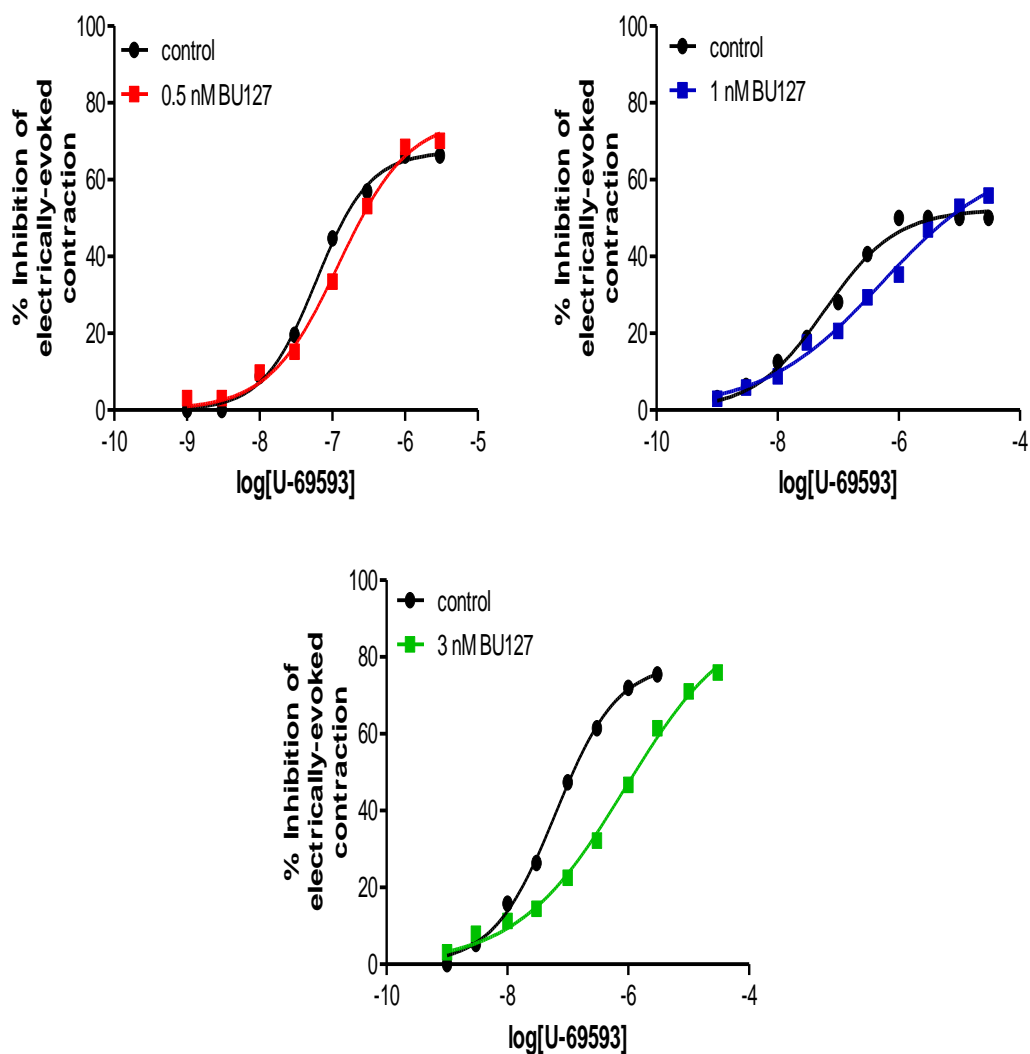 100
80
60
40
20
0
% Inhibition of
electrically-evoked
contraction
control
0.5 nM BU127
-10
-9
-8
-7
-6
-5
log[U-69593]
100
80
60
40
20
0
% Inhibition of
electrically-evoked
contraction
control
1 nM BU127
-10
-8
-6
-4
log[U-69593]
100
80
60
40
20
0
% Inhibition of
electrically-evoked
contraction
control
3 nM BU127
-10
-8
-6
-4
log[U-69593]